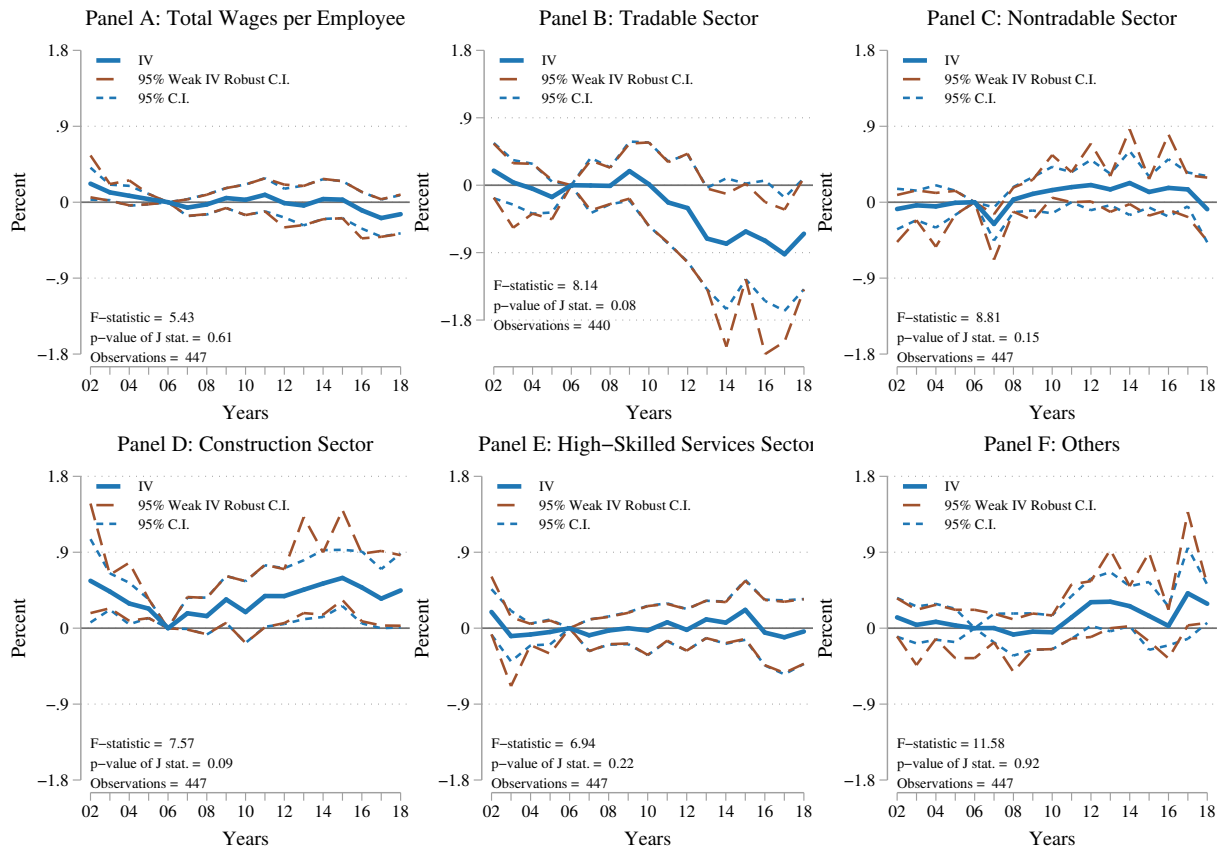 Panel A: Total Wages per Employee
1.8
IV
95% Weak IV Robust C.I.
95% C.I.
.9
0
−.9
−1.8
Percent
F−statistic = 5.43
p−value of J stat. = 0.61
Observations = 447
02 04 06 08 10 12 14 16 18
Years
Panel B: Tradable Sector
1.8
IV
95% Weak IV Robust C.I.
95% C.I.
.9
0
−.9
−1.8
Percent
F−statistic = 8.14
p−value of J stat. = 0.08
Observations = 440
02 04 06 08 10 12 14 16 18
Years
Panel C: Nontradable Sector
1.8
IV
95% Weak IV Robust C.I.
95% C.I.
.9
0
−.9
−1.8
Percent
F−statistic = 8.81
p−value of J stat. = 0.15
Observations = 447
02 04 06 08 10 12 14 16 18
Years
Panel D: Construction Sector
1.8
IV
95% Weak IV Robust C.I.
95% C.I.
.9
0
−.9
−1.8
Percent
F−statistic = 7.57
p−value of J stat. = 0.09
Observations = 447
02 04 06 08 10 12 14 16 18
Years
Panel E: High−Skilled Services Sector
1.8
IV
95% Weak IV Robust C.I.
95% C.I.
.9
0
−.9
−1.8
Percent
F−statistic = 6.94
p−value of J stat. = 0.22
Observations = 447
02 04 06 08 10 12 14 16 18
Years
Panel F: Others
1.8
IV
95% Weak IV Robust C.I.
95% C.I.
.9
0
−.9
−1.8
Percent
F−statistic = 11.58
p−value of J stat. = 0.92
Observations = 447
02 04 06 08 10 12 14 16 18
Years